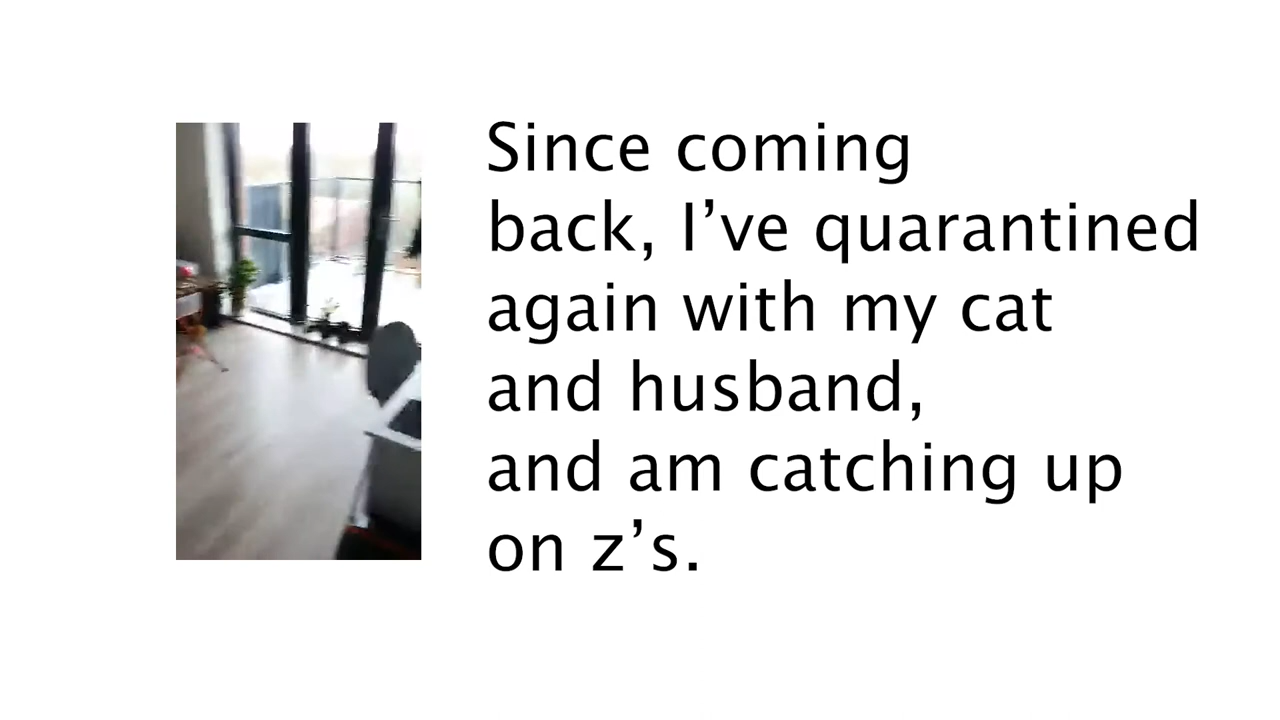 Since coming
back, I’ve quarantined
again with my cat
and husband,
and am catching up
on z’s.